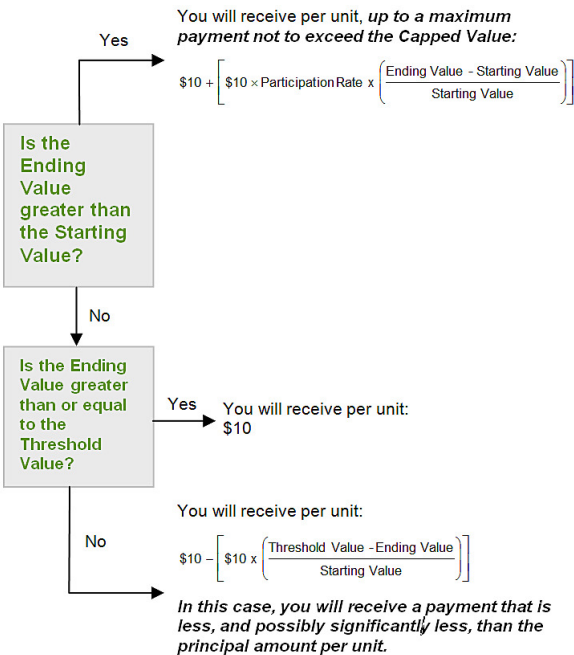 You will receive per unit, up to a maximum
payment not to exceed the Capped Value:
Yes
$10 + [ $10 × Participation Rate x ( Ending Value - Starting Value
Starting Value ) ]
Is the
Ending
Value
greater than
the Starting
Value?
No
Is the Ending
Value greater
than or equal
to the
Threshold
Value?
Yes
You will receive per unit:
$10
You will receive per unit:
No
$10 – [ $10 x ( Threshold Value - Ending Value
Starting Value ) ]
In this case, you will receive a payment that is
less, and possibly significantly less, than the
principal amount per unit.